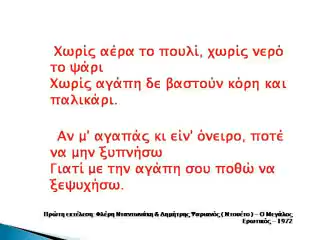 Χωρίς αέρα το πουλί, χωρίς νερό
το ψάρι
Χωρίς αγάπη δε βαστούν κόρη και
παλικάρι.
Αν μ' αγαπάς κι είν' όνειρο, ποτέ
να μην ξυπνήσω
Γιατί με την αγάπη σου ποθώ να
ξεψυχήσω.
Πρώτη εκτέλεση: Φλέρη Νταντωνάκη & Δημήτρης Ψαριανός ( Ντουέτο ) – Ο Μεγάλος
Ερωτικός – 1972